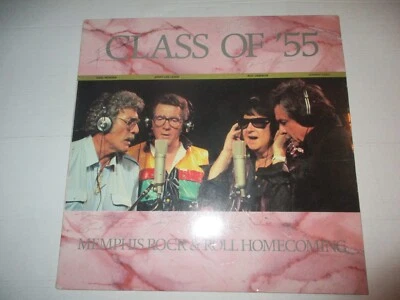 CLASS OF '55
MEMPHIS ROCK & ROLL HOMECOMING